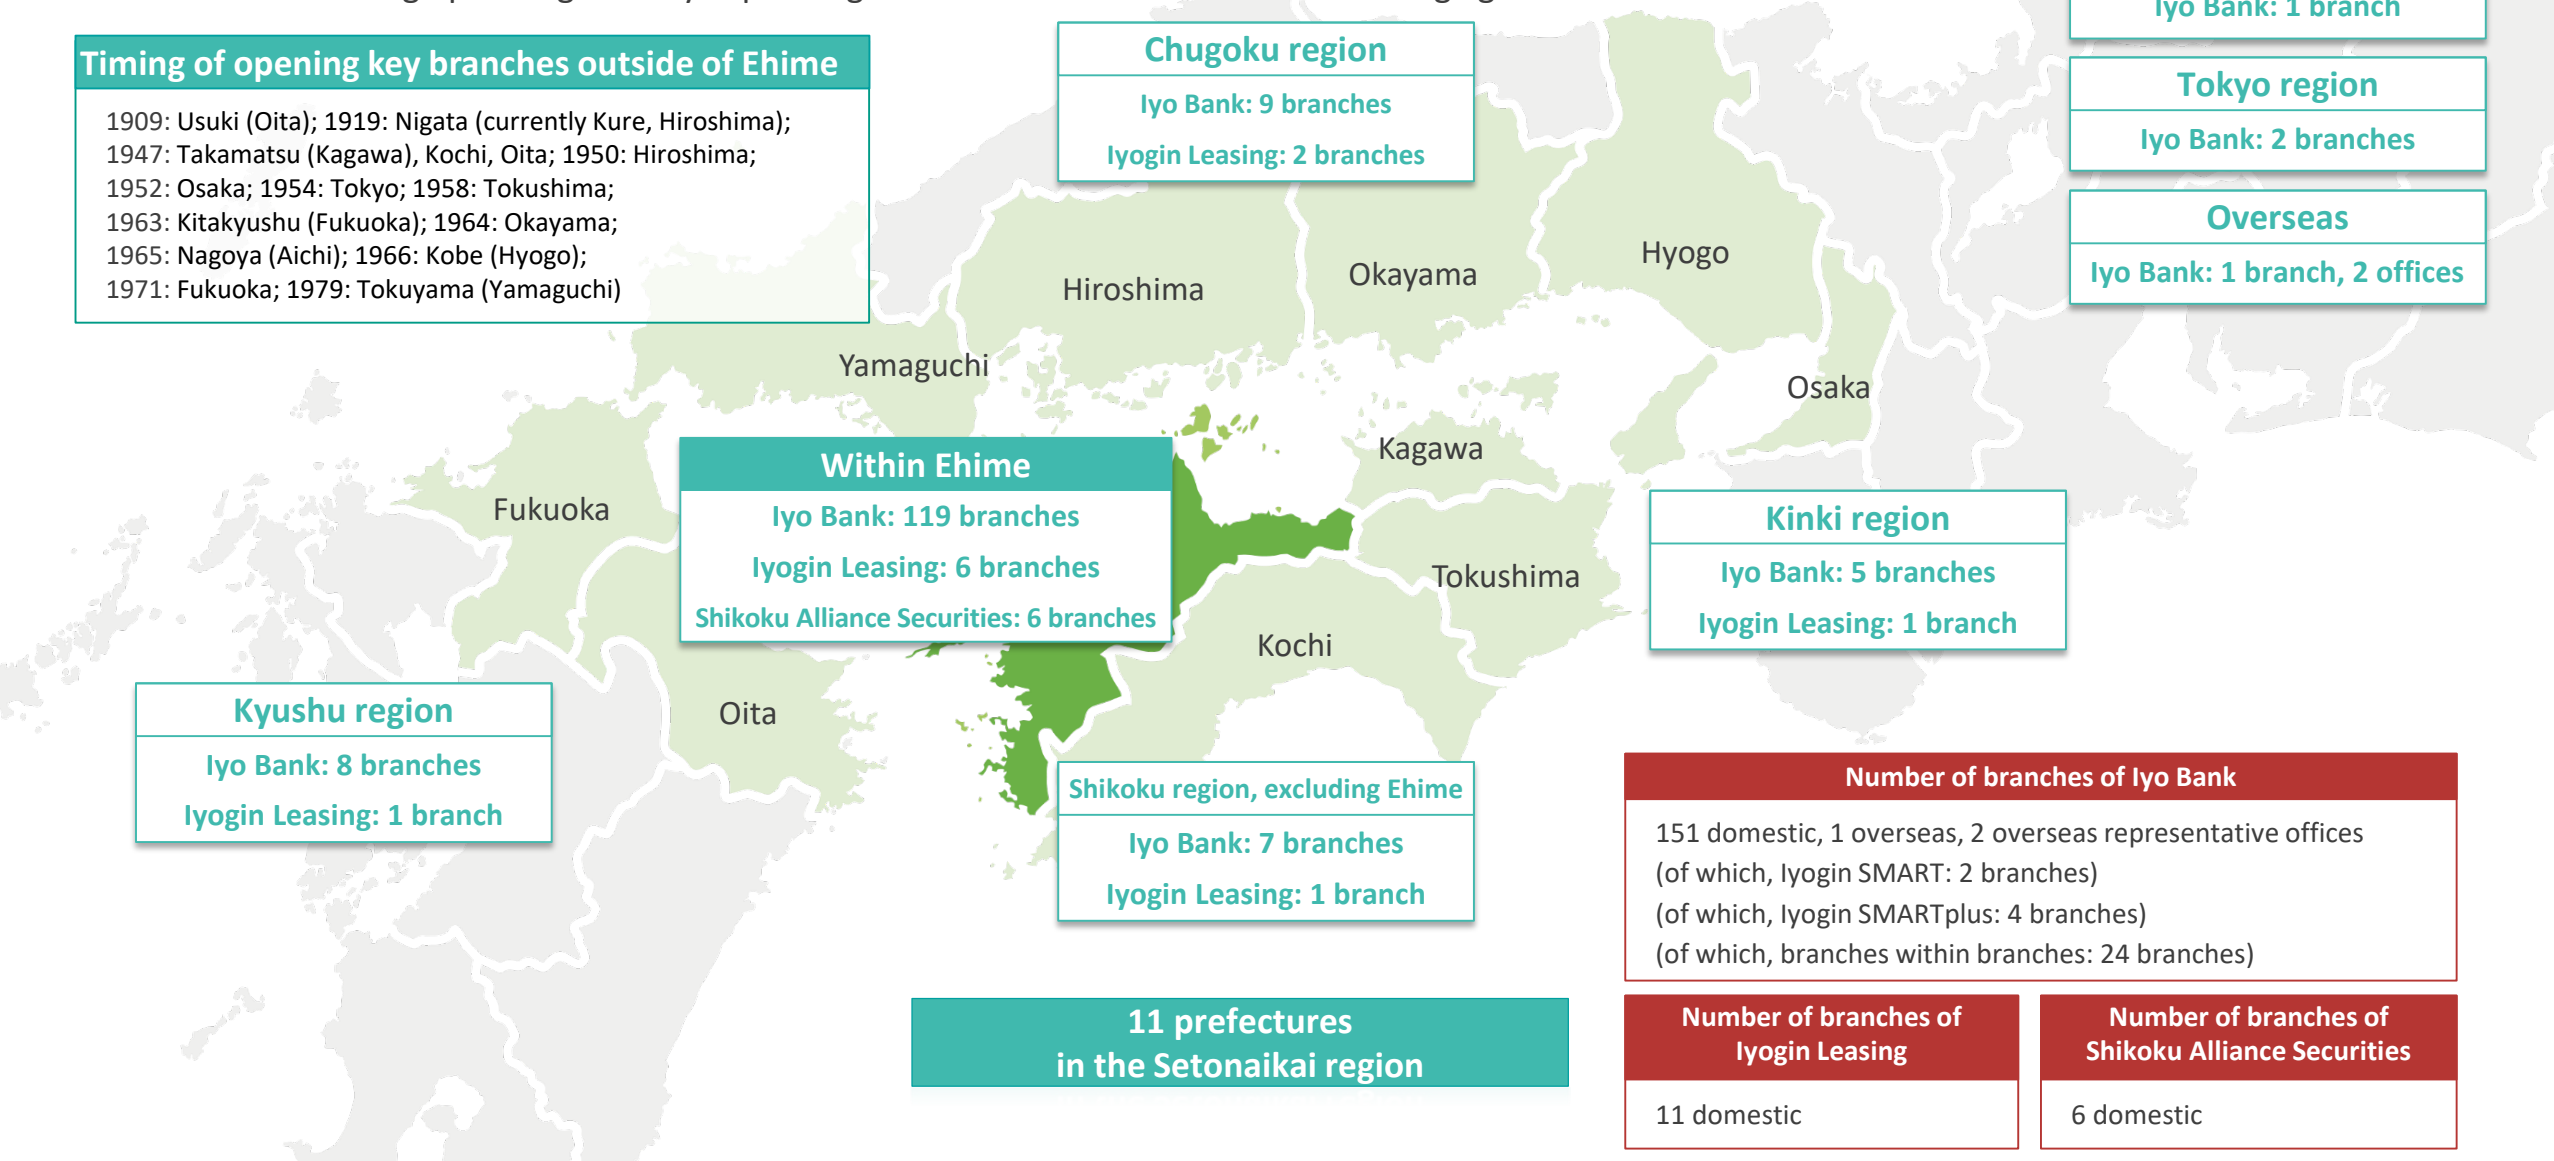 Iyo Bank: 1 branch
Timing of opening key branches outside of Ehime
1909: Usuki (Oita); 1919: Nigata (currently Kure, Hiroshima);
1947: Takamatsu (Kagawa), Kochi, Oita; 1950: Hiroshima;
1952: Osaka; 1954: Tokyo; 1958: Tokushima;
1963: Kitakyushu (Fukuoka); 1964: Okayama;
1965: Nagoya (Aichi); 1966: Kobe (Hyogo);
1971: Fukuoka; 1979: Tokuyama (Yamaguchi)
Chugoku region
Iyo Bank: 9 branches
Iyogin Leasing: 2 branches
Tokyo region
Iyo Bank: 2 branches
Overseas
Iyo Bank: 1 branch, 2 offices
Hyogo
Okayama
Hiroshima
Yamaguchi
Osaka
Kagawa
Fukuoka
Within Ehime
Iyo Bank: 119 branches
Iyogin Leasing: 6 branches
Shikoku Alliance Securities: 6 branches
Tokushima
Kochi
Oita
Kinki region
Iyo Bank: 5 branches
Iyogin Leasing: 1 branch
Kyushu region
Iyo Bank: 8 branches
Iyogin Leasing: 1 branch
Shikoku region, excluding Ehime
Iyo Bank: 7 branches
Iyogin Leasing: 1 branch
Number of branches of Iyo Bank
151 domestic, 1 overseas, 2 overseas representative offices
(of which, Iyogin SMART: 2 branches)
(of which, Iyogin SMARTplus: 4 branches)
(of which, branches within branches: 24 branches)
11 prefectures
in the Setonaikai region
Number of branches of
Iyogin Leasing
11 domestic
Number of branches of
Shikoku Alliance Securities
6 domestic